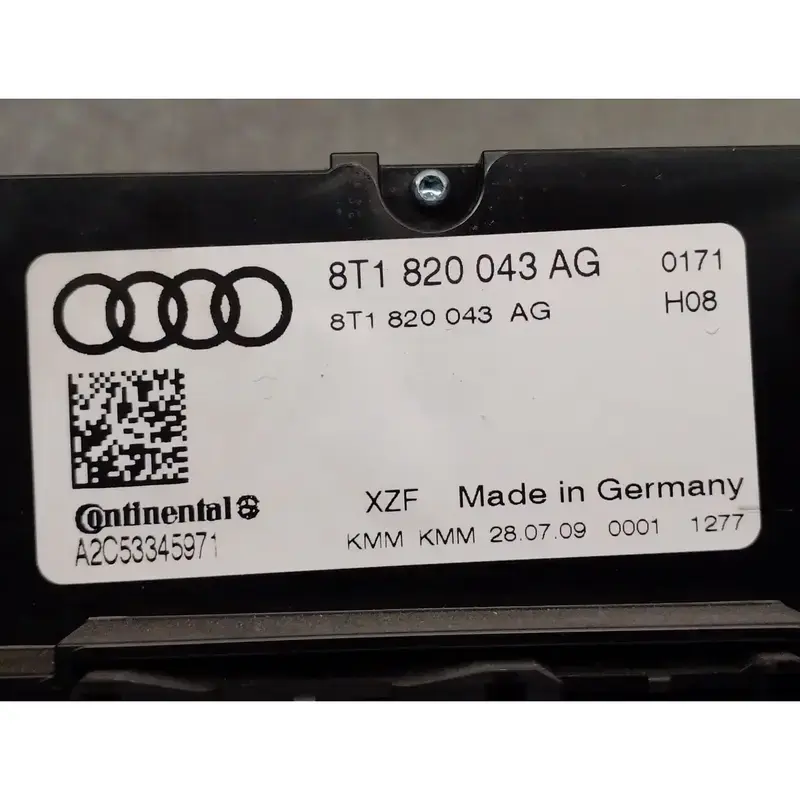 8T1 820 043 AG 0171
8T1 820 043 AG H08
Continental
A2C53345971
XZF Made in Germany
KMM KMM 28.07.09 0001 1277